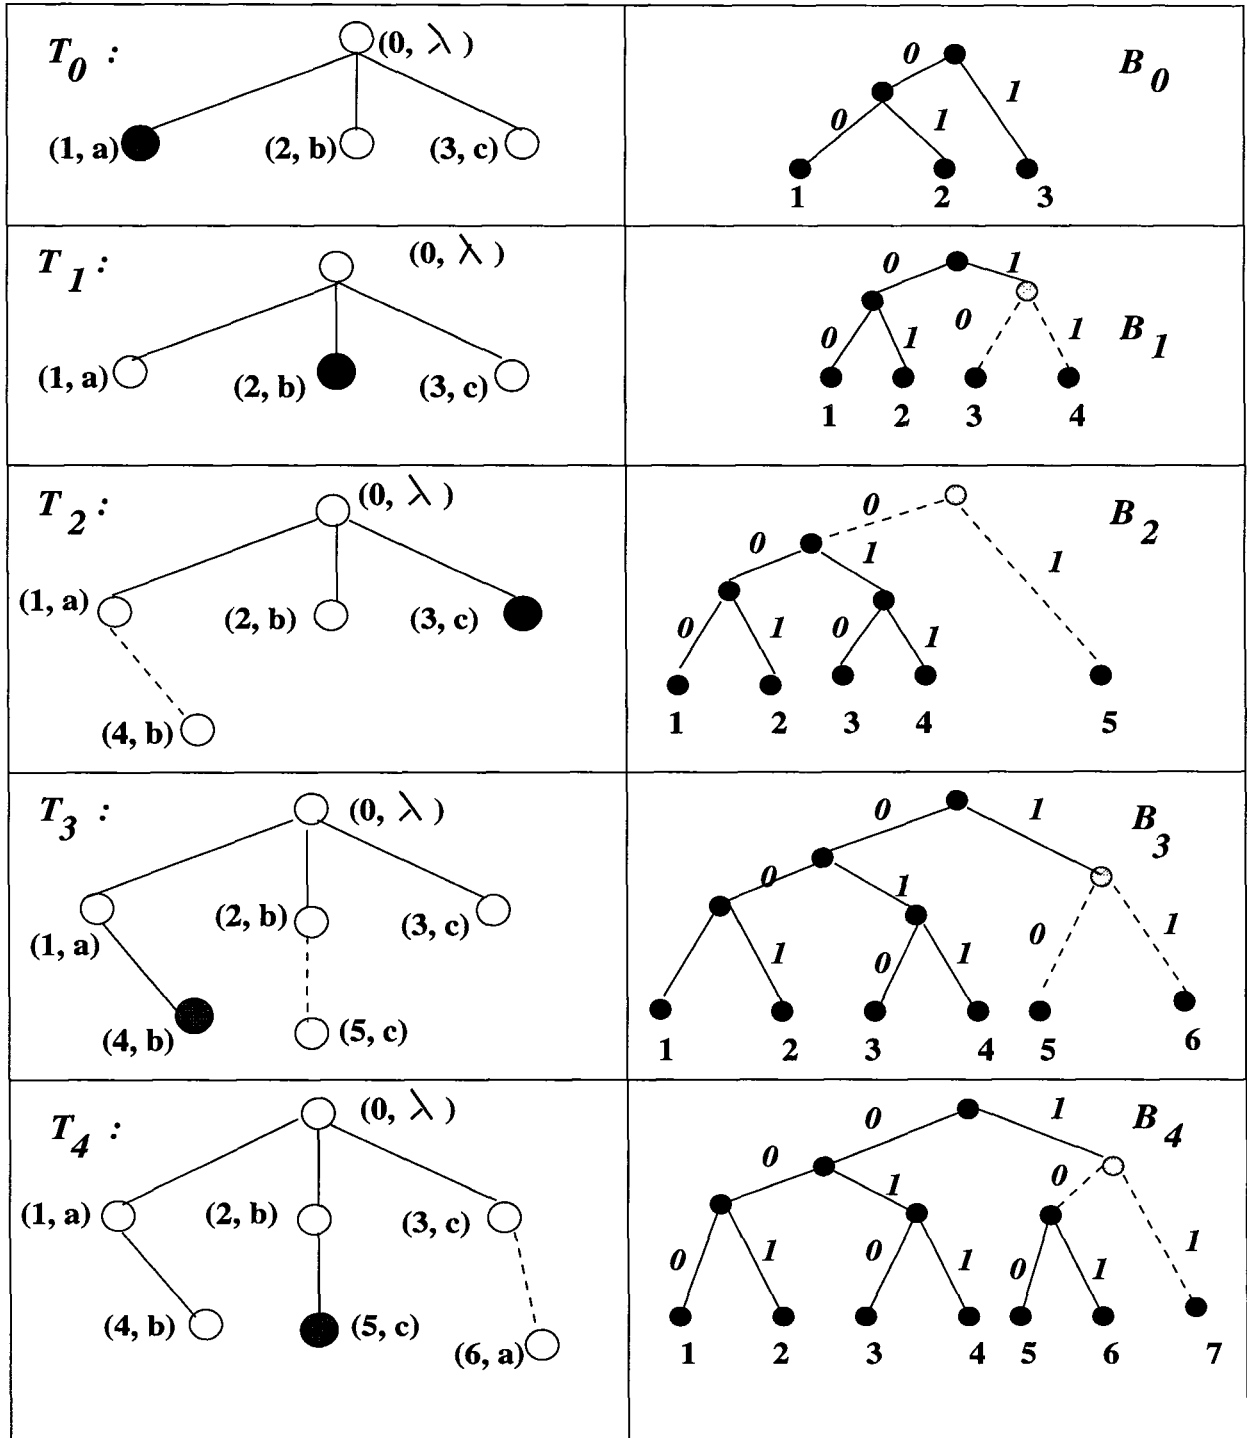 T0 :
(0, λ)
(1, a)
(2, b)
(3, c)
B0
0
1
0
1
1 2 3
T1 :
(0, λ)
(1, a)
(2, b)
(3, c)
B1
0 1
0 1 0 1
1 2 3 4
T2 :
(0, λ)
(1, a)
(2, b)
(3, c)
(4, b)
B2
0
0 1
1
0 1 0 1
1 2 3 4 5
T3 :
(0, λ)
(1, a)
(2, b)
(3, c)
(4, b)
(5, c)
B3
0 1
0 1
1 0 1 0 1
1 2 3 4 5 6
T4 :
(0, λ)
(1, a)
(2, b)
(3, c)
(4, b)
(5, c)
(6, a)
B4
0 1
0 1 0
0 1 0 1 0 1 1
1 2 3 4 5 6 7